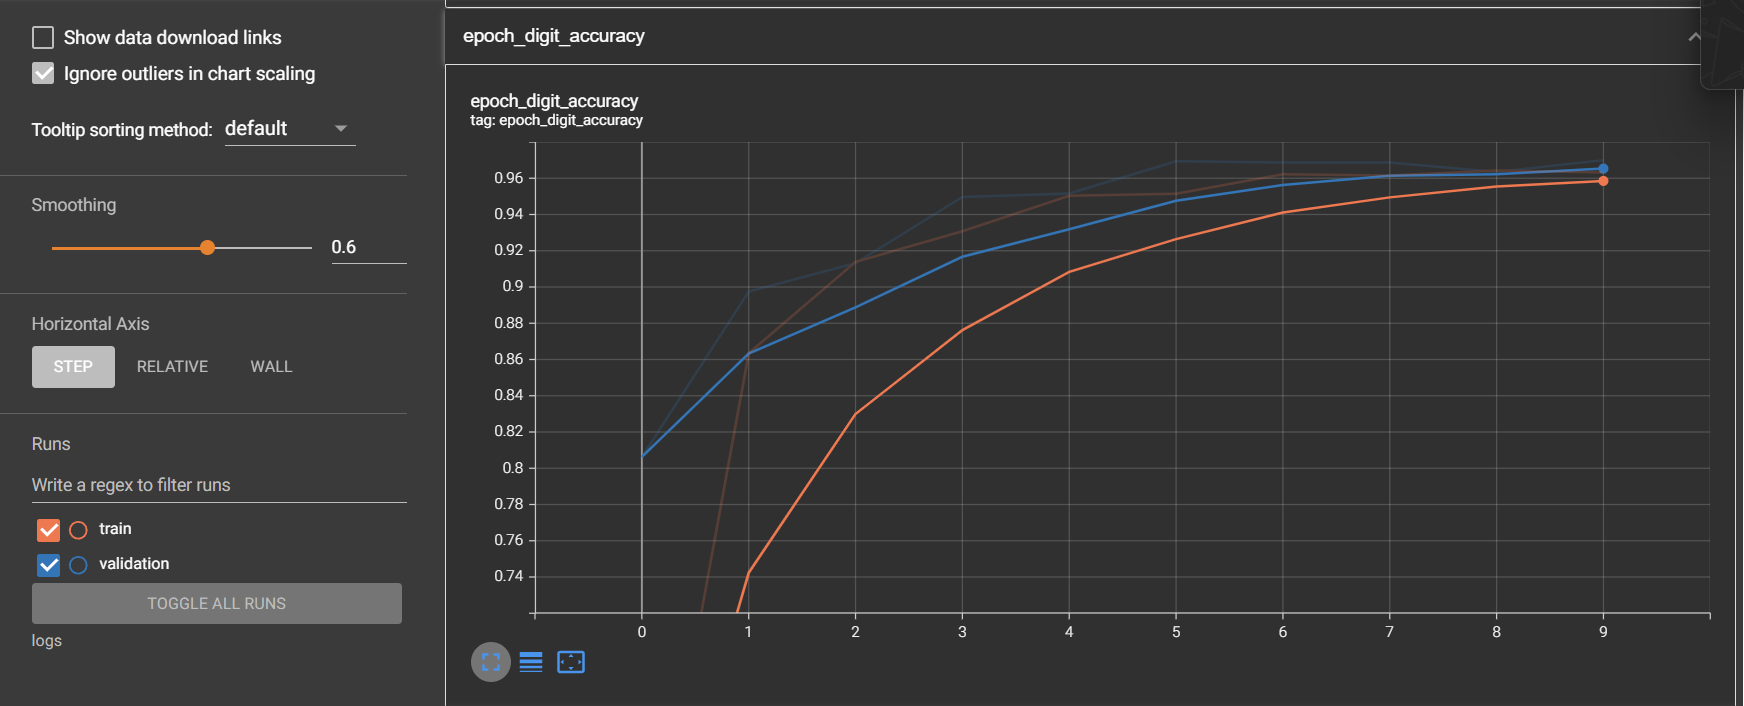 Show data download links
Ignore outliers in chart scaling
Tooltip sorting method: default
Smoothing
0.6
Horizontal Axis
STEP RELATIVE WALL
Runs
Write a regex to filter runs
train
validation
TOGGLE ALL RUNS
logs
epoch_digit_accuracy
epoch_digit_accuracy
tag: epoch_digit_accuracy
0.96
0.94
0.92
0.9
0.88
0.86
0.84
0.82
0.8
0.78
0.76
0.74
0 1 2 3 4 5 6 7 8 9